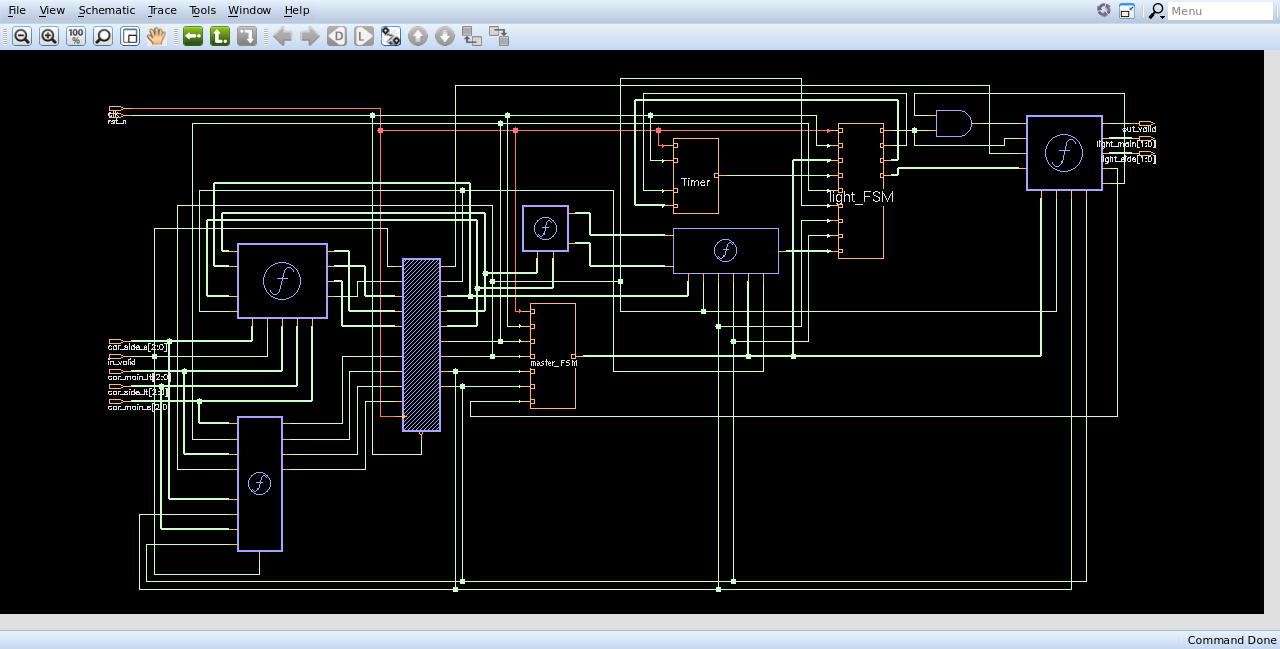 File View Schematic Trace Tools Window Help
Menu
100
%
D
L
clk
rst_n
out_valid
light_main[1:0]
light_side[1:0]
Timer
light_FSM
f
f
f
f
f
car_side_s[2:0]
in_valid
car_main_lt[2:0]
car_side_lt[2:0]
car_main_s[2:0
master_FSM
Command Done